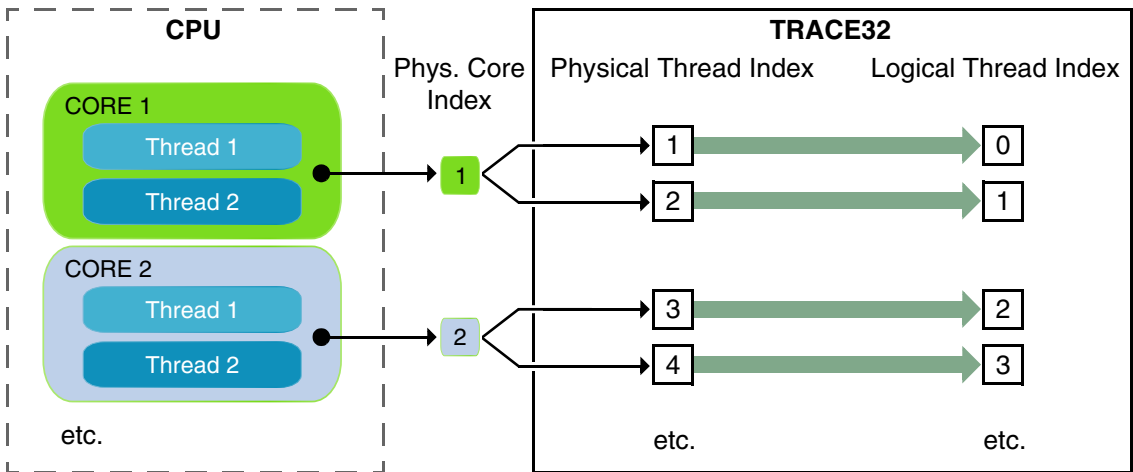 CPU
TRACE32
Phys. Core
Index
Physical Thread Index
Logical Thread Index
CORE 1
Thread 1
Thread 2
1
1
0
2
1
CORE 2
Thread 1
Thread 2
2
3
2
4
3
etc.
etc.
etc.